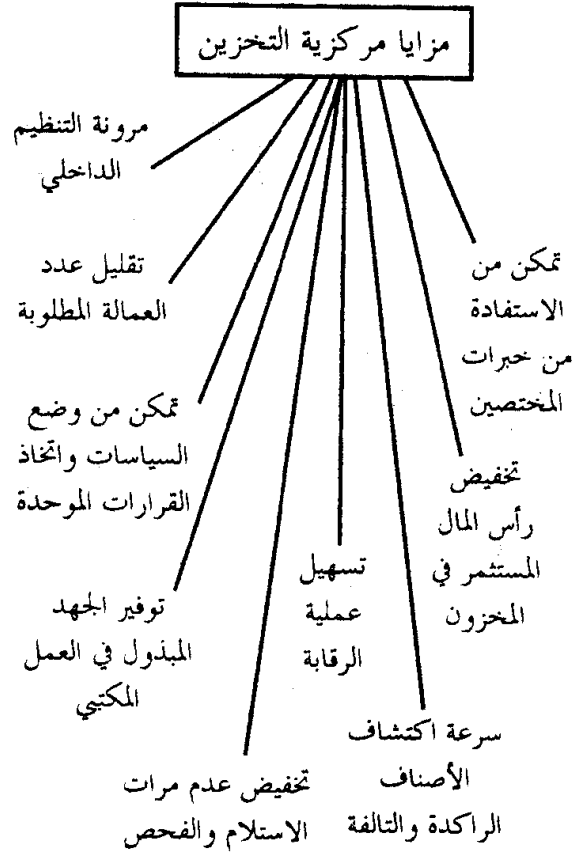 مزايا مركزية التخزين
تمكن من
الاستفادة
من خبرات
المختصين
تخفيض
رأس المال
المستثمر في
المخزون
سرعة اكتشاف
الأصناف
الراكدة والتالفة
تسهيل
عملية
الرقابة
تخفيض عدم مرات
الاستلام والفحص
توفير الجهد
المبذول في العمل
المكتبي
تمكن من وضع
السياسات واتخاذ
القرارات الموحدة
تقليل عدد
العمالة المطلوبة
مرونة التنظيم
الداخلي